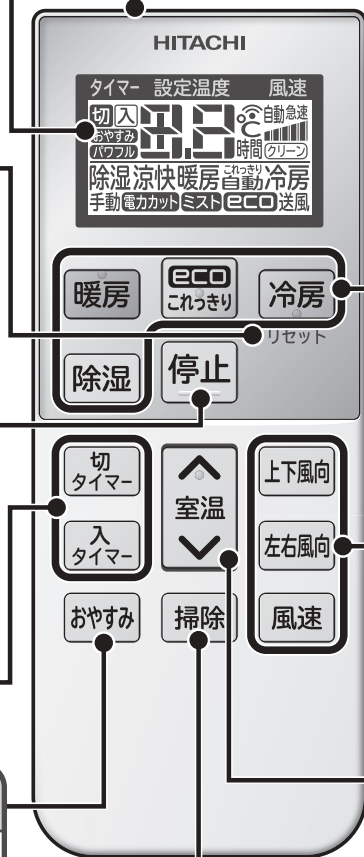 HITACHI
タイマー 設定温度 風速
切 入 8.8 ℃ 自動 急速
おやすみ
パワフル 時間 クリーン
除湿 涼快 暖房 これっきり自動 冷房
手動 電力カット ミスト eco 送風
暖房 eco これっきり 冷房
リセット
除湿 停止
切タイマー 室温 上下風向
入タイマー 左右風向
おやすみ 掃除 風速